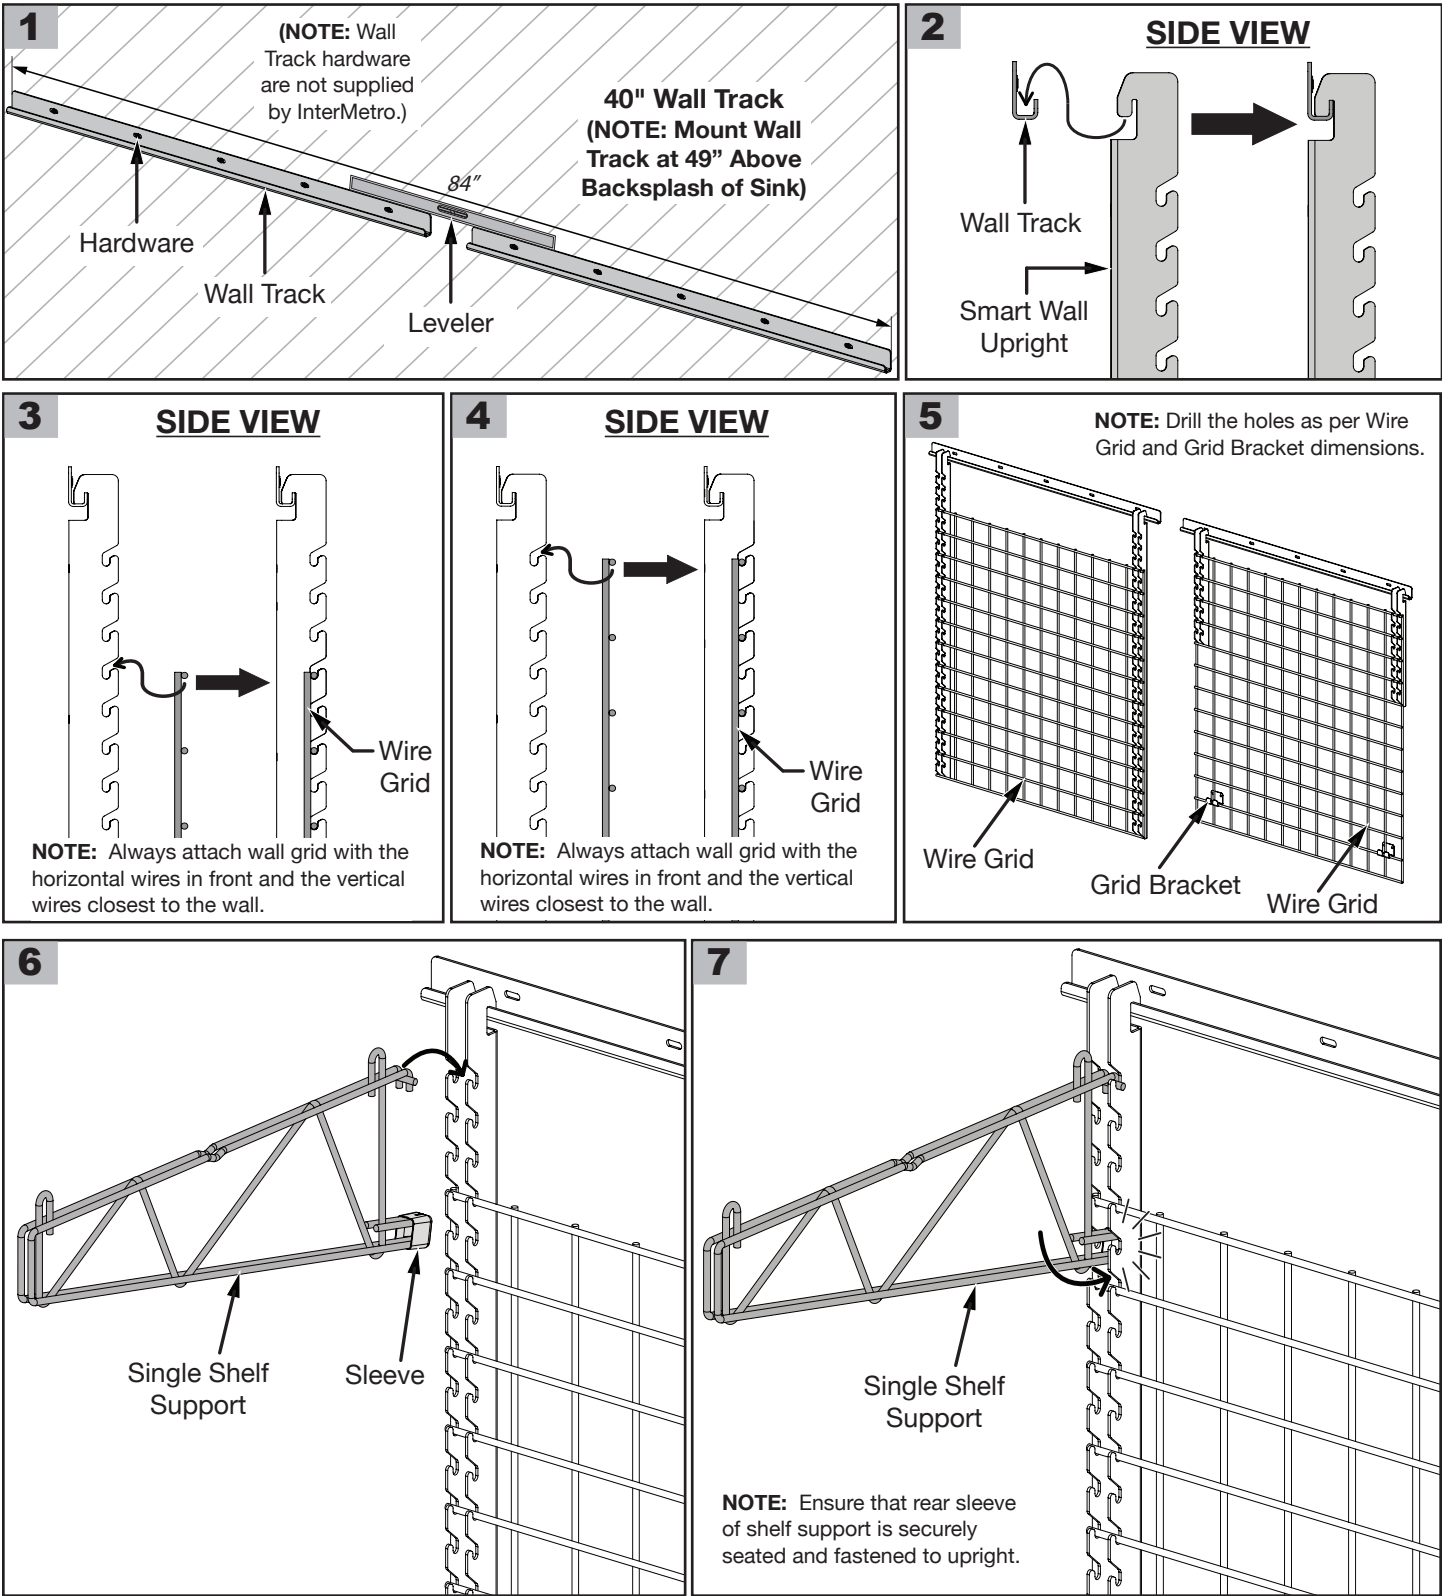 1
(NOTE: Wall
Track hardware
are not supplied
by InterMetro.)
40" Wall Track
(NOTE: Mount Wall
Track at 49” Above
Backsplash of Sink)
84”
Hardware
Wall Track
Leveler
2
SIDE VIEW
Wall Track
Smart Wall
Upright
3
SIDE VIEW
Wire
Grid
NOTE: Always attach wall grid with the
horizontal wires in front and the vertical
wires closest to the wall.
4
SIDE VIEW
Wire
Grid
NOTE: Always attach wall grid with the
horizontal wires in front and the vertical
wires closest to the wall.
5
NOTE: Drill the holes as per Wire
Grid and Grid Bracket dimensions.
Wire Grid
Grid Bracket
Wire Grid
6
Single Shelf
Support
Sleeve
7
Single Shelf
Support
NOTE: Ensure that rear sleeve
of shelf support is securely
seated and fastened to upright.